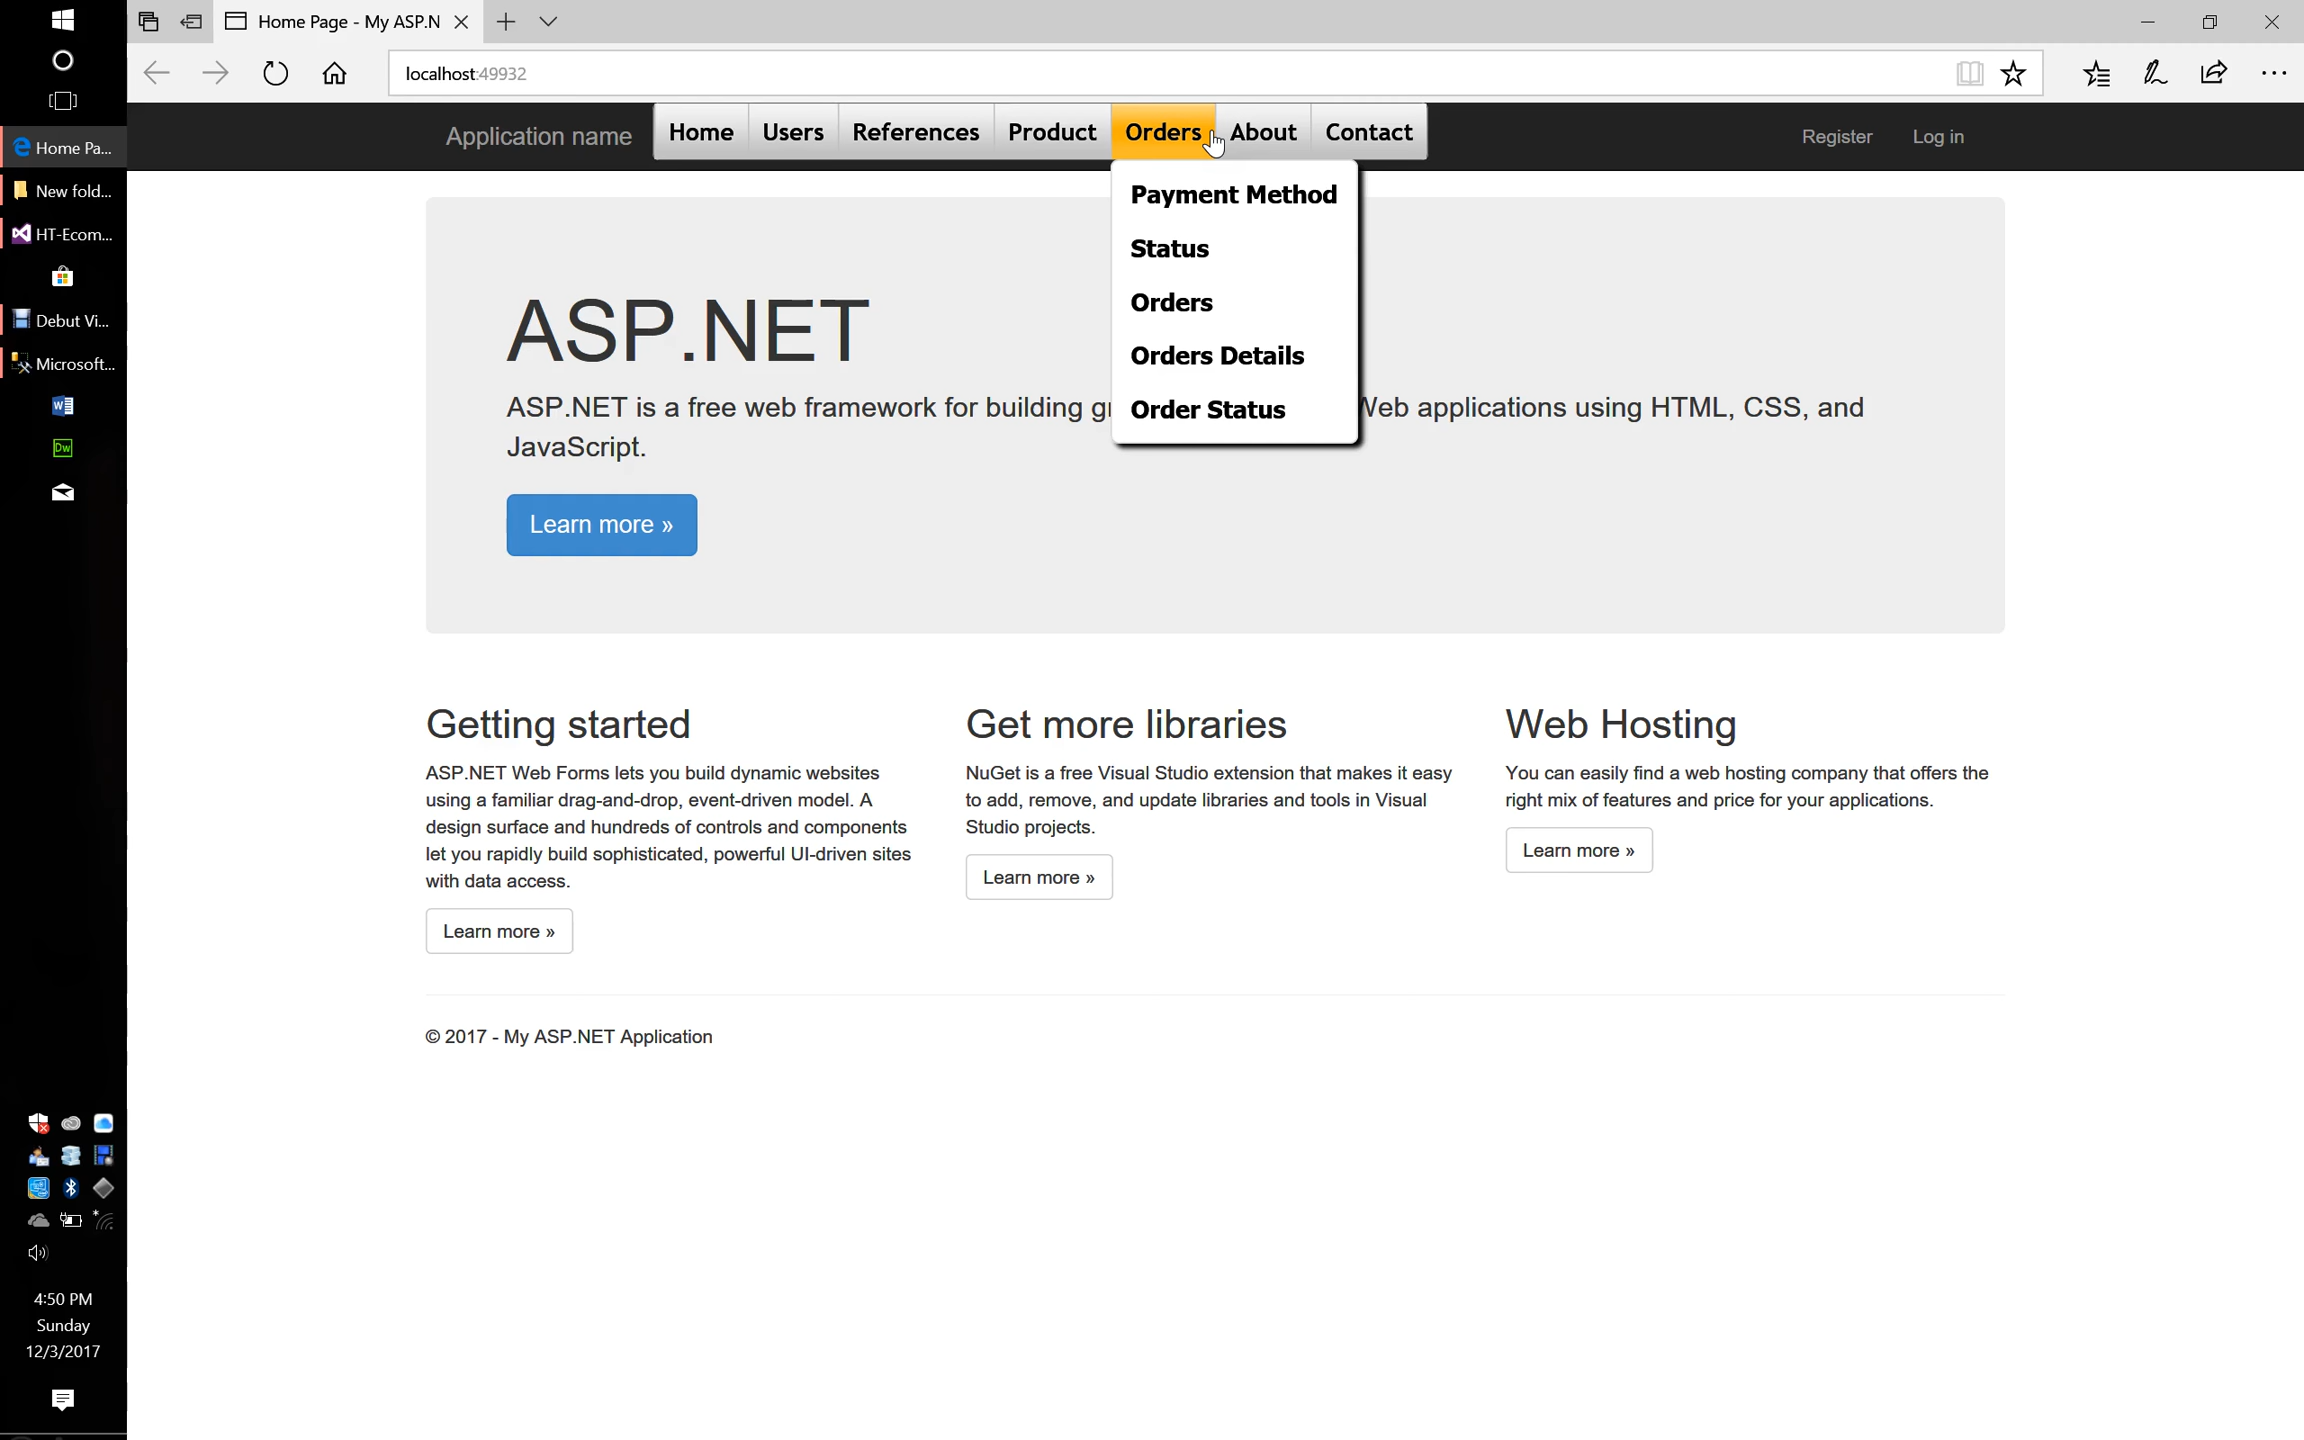 Home Page - My ASP.N
localhost:49932
Home Pa...
New fold...
HT-Ecom...
Debut Vi...
Microsoft...
Dw
4:50 PM
Sunday
12/3/2017
Application name
Home Users References Product Orders About Contact
Register Log in
Payment Method
Status
Orders
Orders Details
Order Status
ASP.NET
ASP.NET is a free web framework for building Web applications using HTML, CSS, and
JavaScript.
Learn more »
Getting started
ASP.NET Web Forms lets you build dynamic websites
using a familiar drag-and-drop, event-driven model. A
design surface and hundreds of controls and components
let you rapidly build sophisticated, powerful UI-driven sites
with data access.
Learn more »
Get more libraries
NuGet is a free Visual Studio extension that makes it easy
to add, remove, and update libraries and tools in Visual
Studio projects.
Learn more »
Web Hosting
You can easily find a web hosting company that offers the
right mix of features and price for your applications.
Learn more »
© 2017 - My ASP.NET Application